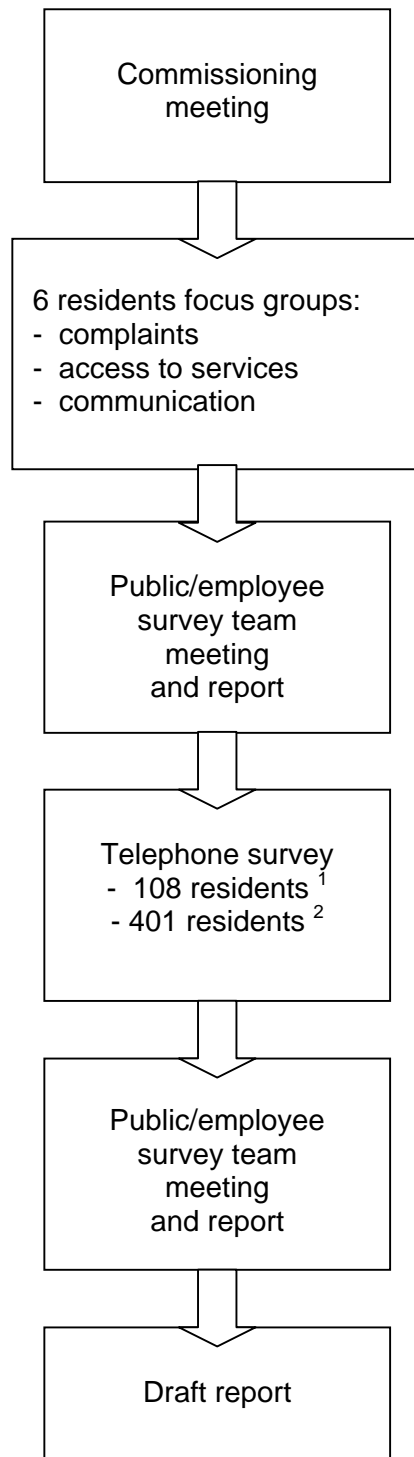 Commissioning
meeting
6 residents focus groups:
- complaints
- access to services
- communication
Public/employee
survey team
meeting
and report
Telephone survey
- 108 residents 1
- 401 residents 2
Public/employee
survey team
meeting
and report
Draft report